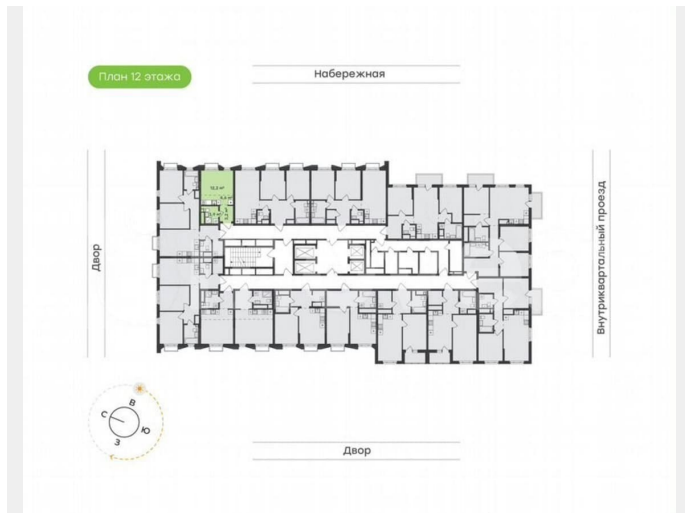 План 12 этажа
Набережная
Двор
Внутриквартальный проезд
В
С
Ю
З
Двор